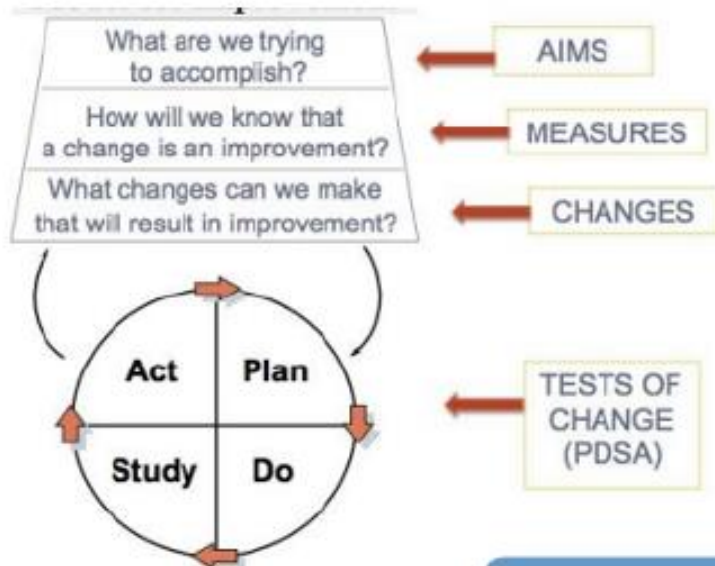 What are we trying
to accomplish?
AIMS
How will we know that
a change is an improvement?
MEASURES
What changes can we make
that will result in improvement?
CHANGES
Act
Plan
Study
Do
TESTS OF
CHANGE
(PDSA)